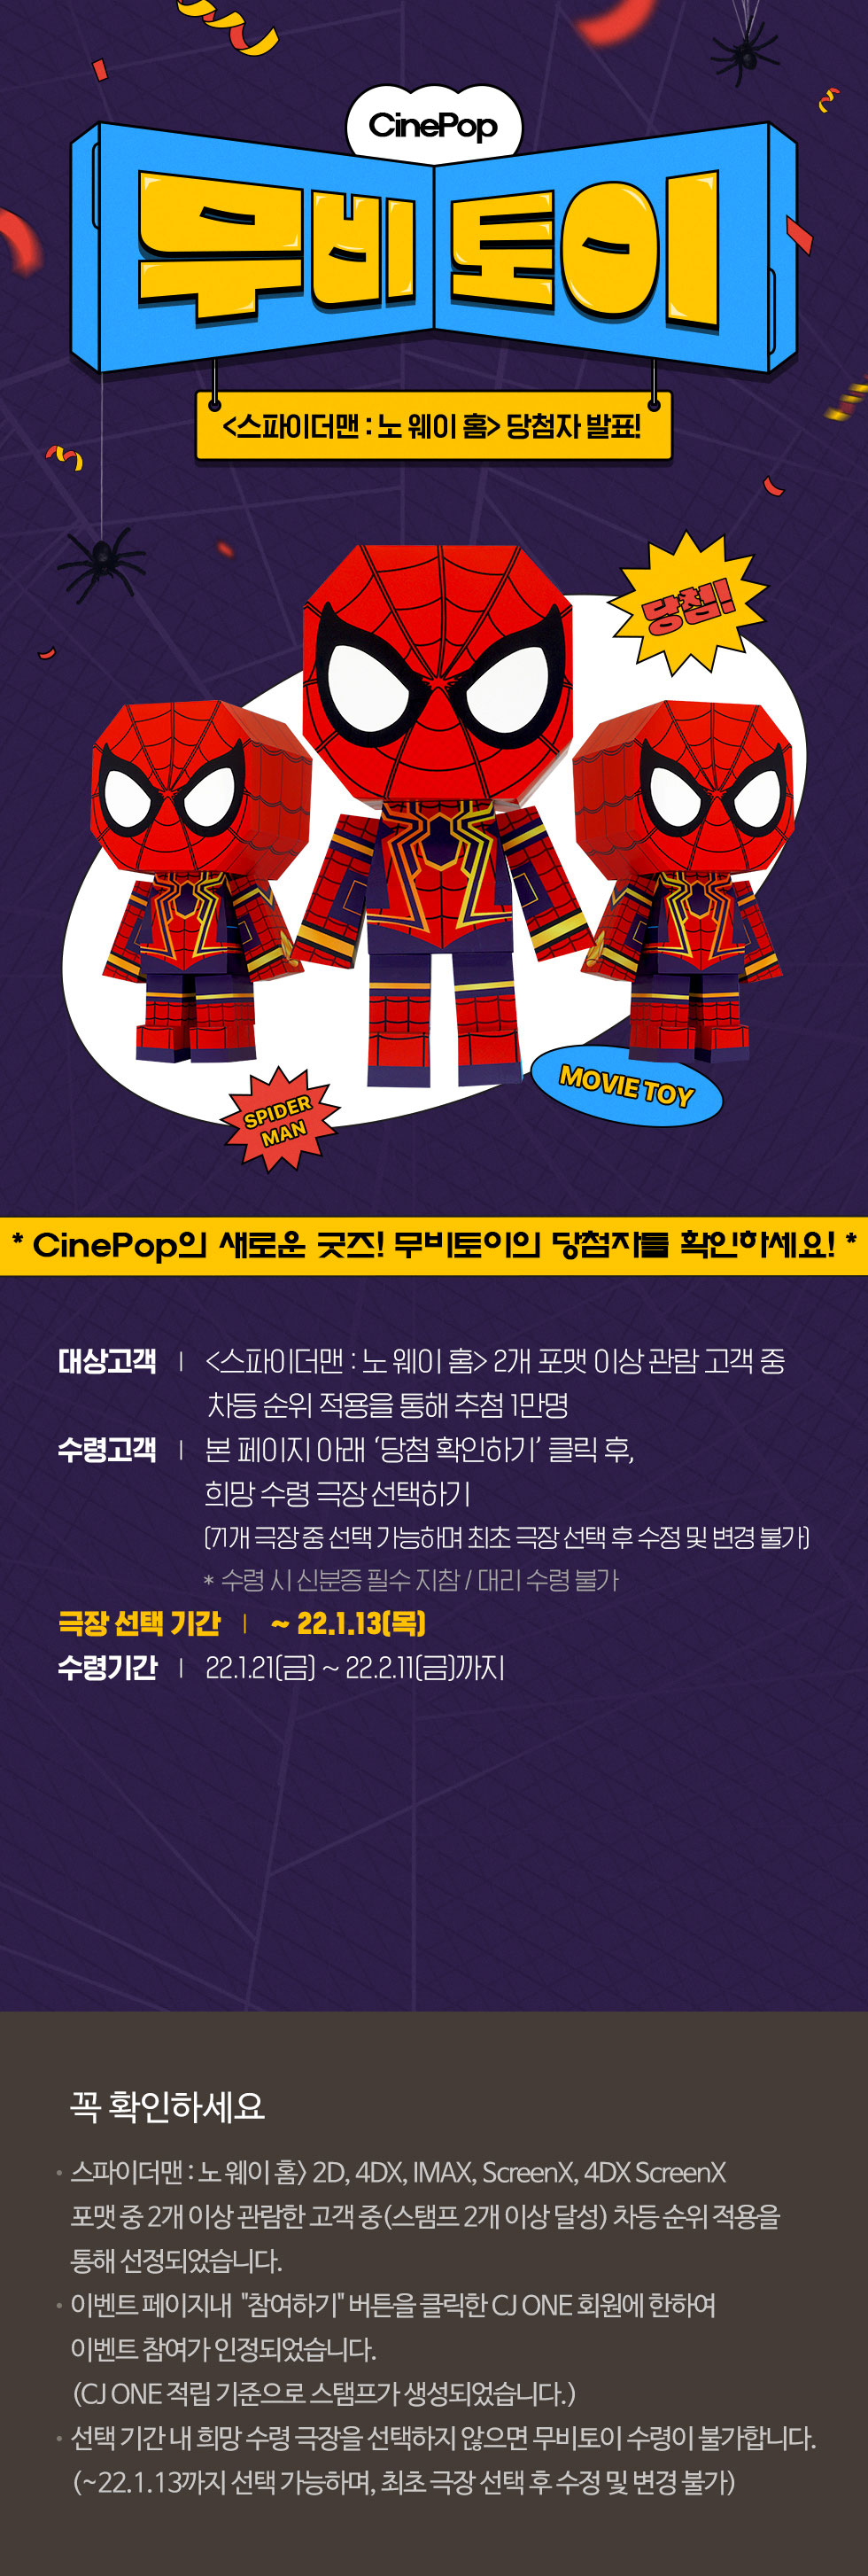 CinePop
무비토이
<스파이더맨 : 노 웨이 홈> 당첨자 발표!
당첨!
SPIDER
MAN
MOVIE TOY
* CinePop의 새로운 굿즈! 무비토이의 당첨자를 확인하세요! *
대상고객 | <스파이더맨 : 노 웨이 홈> 2개 포맷 이상 관람 고객 중
차등 순위 적용을 통해 추첨 1만명
수령고객 | 본 페이지 아래 ‘당첨 확인하기’ 클릭 후,
희망 수령 극장 선택하기
(71개 극장 중 선택 가능하며 최초 극장 선택 후 수정 및 변경 불가)
* 수령 시 신분증 필수 지참 / 대리 수령 불가
극장 선택 기간 | ~ 22.1.13(목)
수령기간 | 22.1.21(금) ~ 22.2.11(금)까지
꼭 확인하세요
• 스파이더맨 : 노 웨이 홈> 2D, 4DX, IMAX, ScreenX, 4DX ScreenX
포맷 중 2개 이상 관람한 고객 중(스탬프 2개 이상 달성) 차등 순위 적용을
통해 선정되었습니다.
• 이벤트 페이지내 "참여하기" 버튼을 클릭한 CJ ONE 회원에 한하여
이벤트 참여가 인정되었습니다.
(CJ ONE 적립 기준으로 스탬프가 생성되었습니다.)
• 선택 기간 내 희망 수령 극장을 선택하지 않으면 무비토이 수령이 불가합니다.
(~22.1.13까지 선택 가능하며, 최초 극장 선택 후 수정 및 변경 불가)